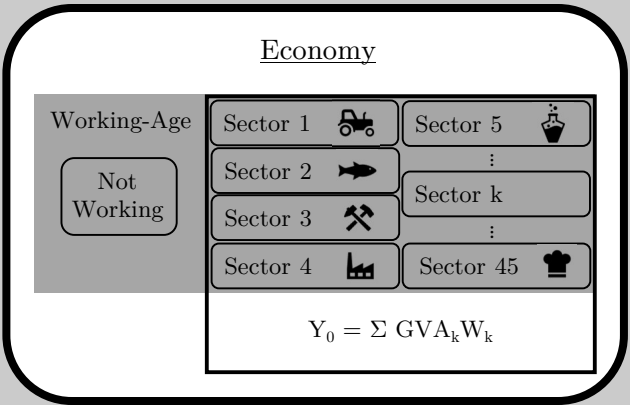 Economy
Working-Age
Not
Working
Sector 1
Sector 2
Sector 3
Sector 4
Sector 5
⋮
Sector k
⋮
Sector 45
Y₀ = Σ GVAₖWₖ